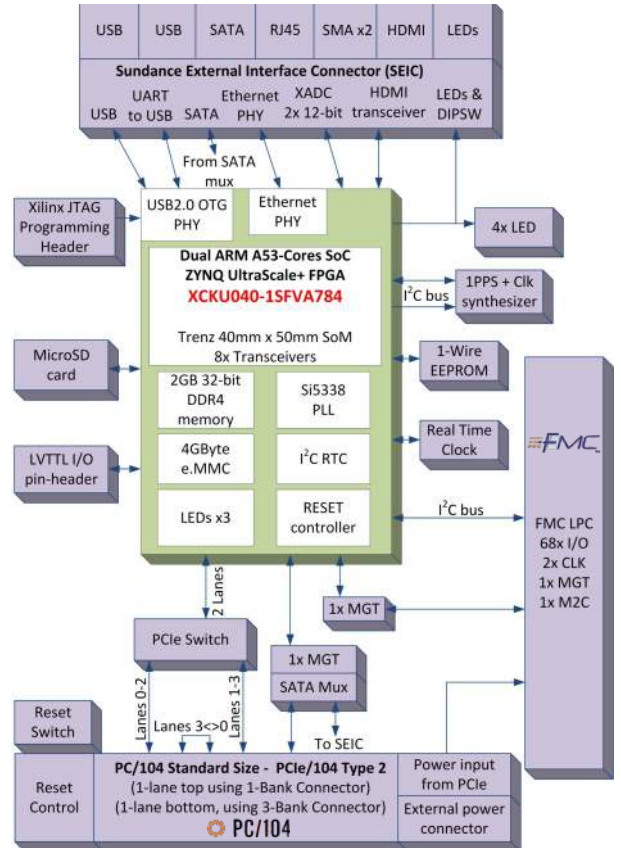 USB USB SATA RJ45 SMA x2 HDMI LEDs
Sundance External Interface Connector (SEIC)
USB
UART
to USB
SATA
Ethernet
PHY
XADC
2x 12-bit
HDMI
transceiver
LEDs &
DIPSW
From SATA
mux
USB2.0 OTG
PHY
Ethernet
PHY
Xilinx JTAG
Programming
Header
4x LED
Dual ARM A53-Cores SoC
ZYNQ UltraScale+ FPGA
XCKU040-1SFVA784
Trenz 40mm x 50mm SoM
8x Transceivers
I²C bus
1PPS + Clk
synthesizer
MicroSD
card
1-Wire
EEPROM
2GB 32-bit
DDR4
memory
Si5338
PLL
LVTTL I/O
pin-header
4GByte
e.MMC
I²C RTC
Real Time
Clock
LEDs x3
RESET
controller
I²C bus
FMC
FMC LPC
68x I/O
2x CLK
1x MGT
1x M2C
2 Lanes
1x MGT
PCIe Switch
1x MGT
SATA Mux
Lanes 0-2
Lanes 3<>0
Lanes 1-3
To SEIC
Reset
Switch
Reset
Control
PC/104 Standard Size - PCIe/104 Type 2
(1-lane top using 1-Bank Connector)
(1-lane bottom, using 3-Bank Connector)
PC/104
Power input
from PCIe
External power
connector